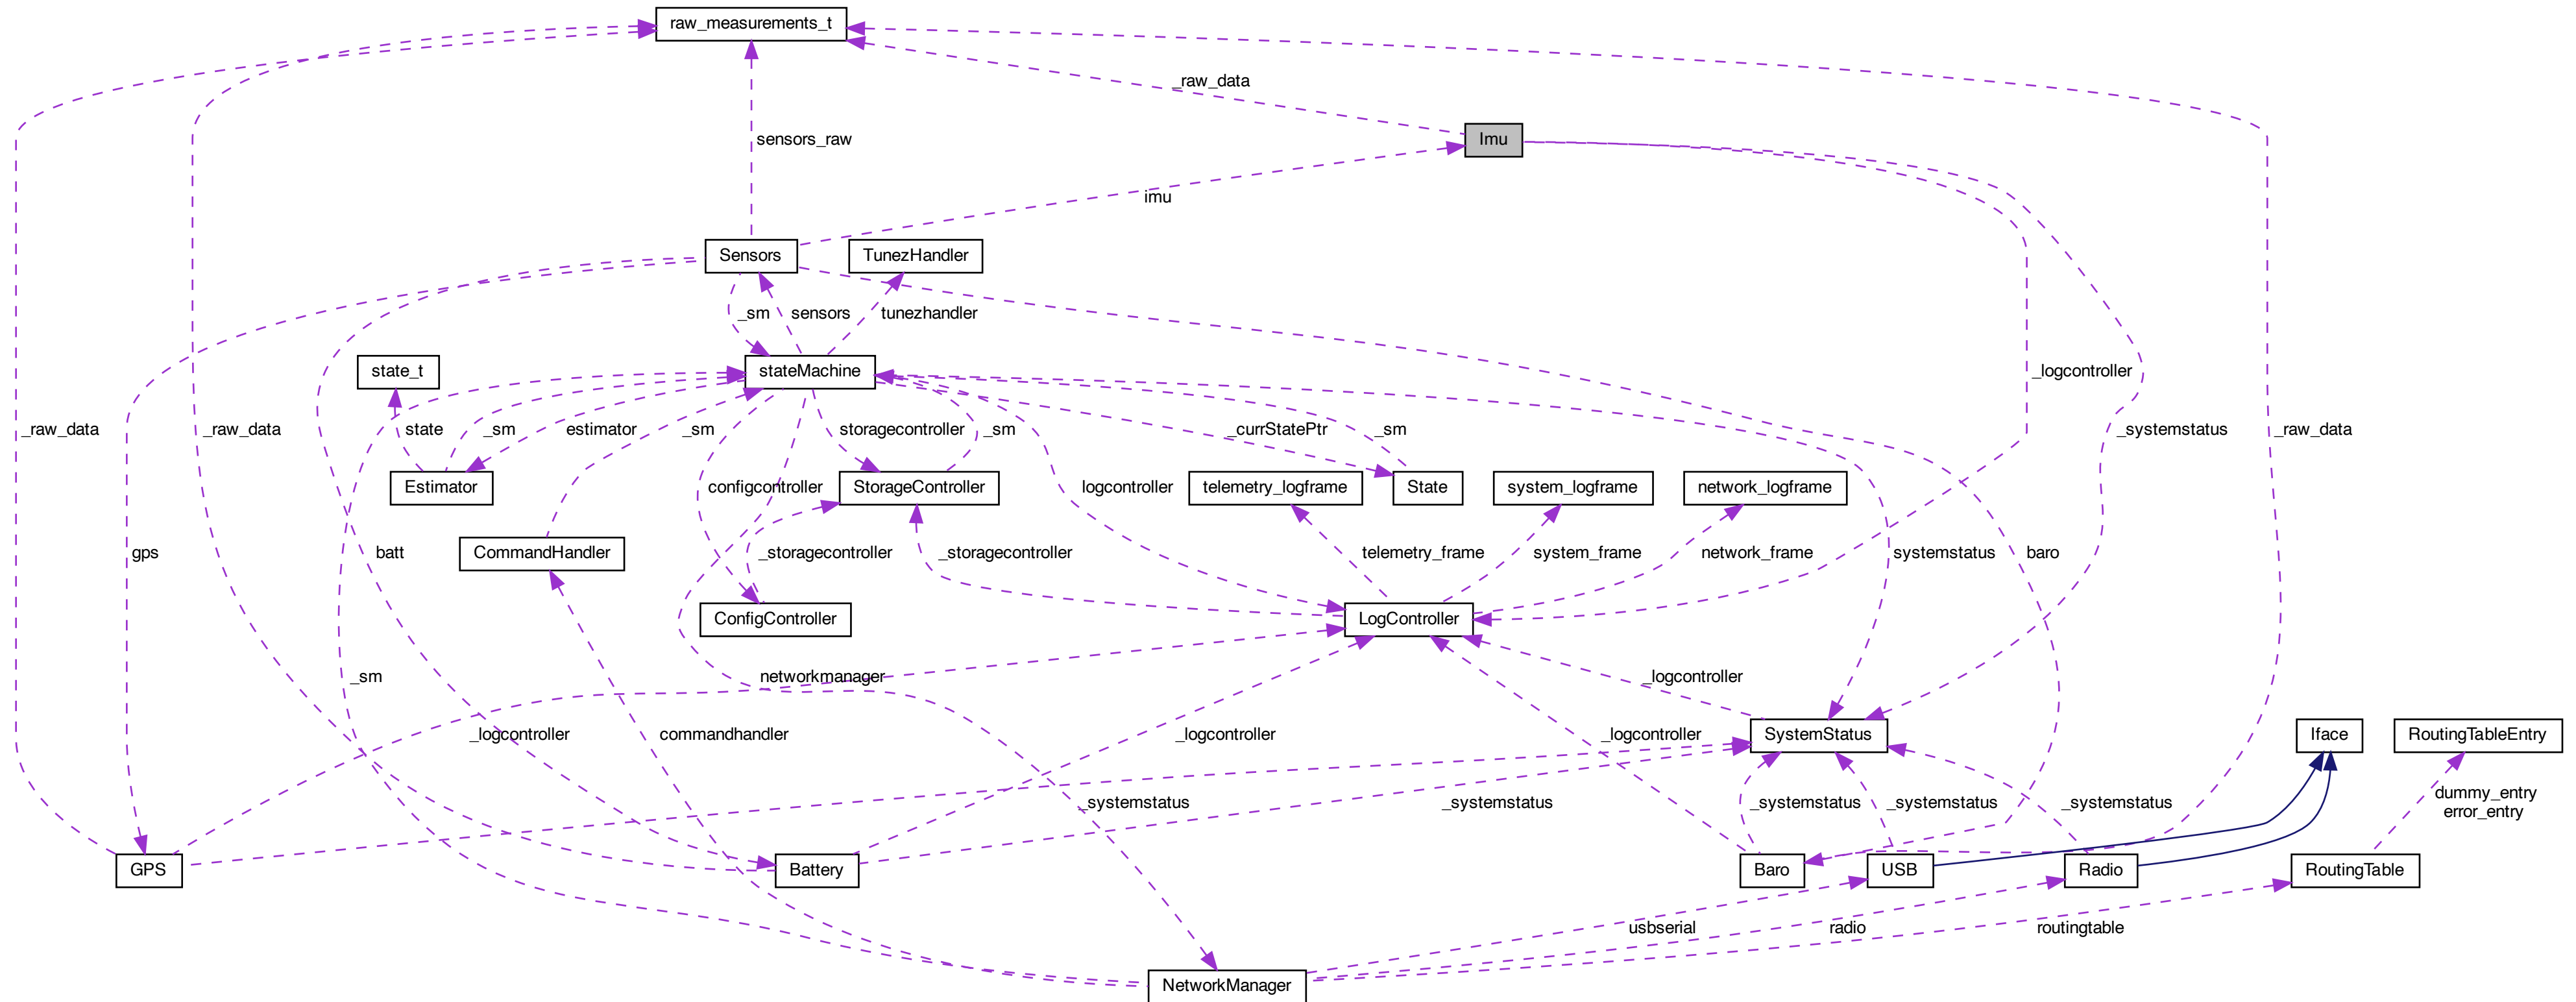 raw_measurements_t
_raw_data
Imu
sensors_raw
imu
Sensors
TunezHandler
_sm
sensors
tunezhandler
state_t
stateMachine
_logcontroller
_raw_data
_raw_data
state
_sm
estimator
_sm
storagecontroller
_sm
_currStatePtr
_sm
_systemstatus
_raw_data
Estimator
configcontroller
StorageController
logcontroller
telemetry_logframe
State
system_logframe
network_logframe
gps
batt
CommandHandler
_storagecontroller
_storagecontroller
telemetry_frame
system_frame
network_frame
systemstatus
baro
ConfigController
LogController
_sm
networkmanager
_logcontroller
_logcontroller
commandhandler
_logcontroller
_logcontroller
SystemStatus
Iface
RoutingTableEntry
_systemstatus
_systemstatus
_systemstatus
_systemstatus
_systemstatus
dummy_entry
error_entry
GPS
Battery
Baro
USB
Radio
RoutingTable
usbserial
radio
routingtable
NetworkManager